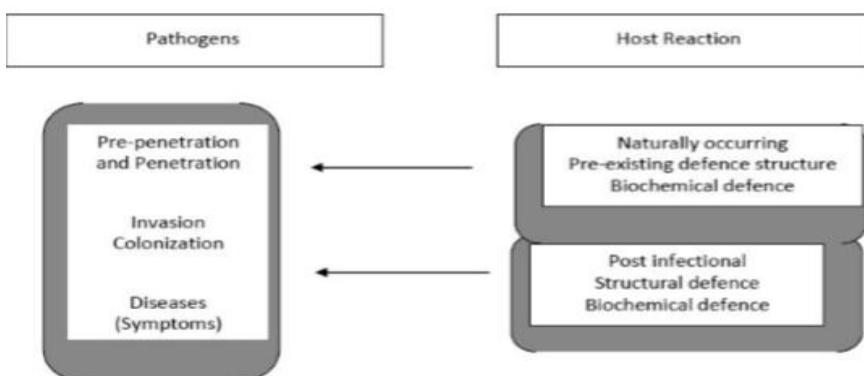 Pathogens
Host Reaction
Pre-penetration
and Penetration
Invasion
Colonization
Diseases
(Symptoms)
Naturally occurring
Pre-existing defence structure
Biochemical defence
Post infectional
Structural defence
Biochemical defence